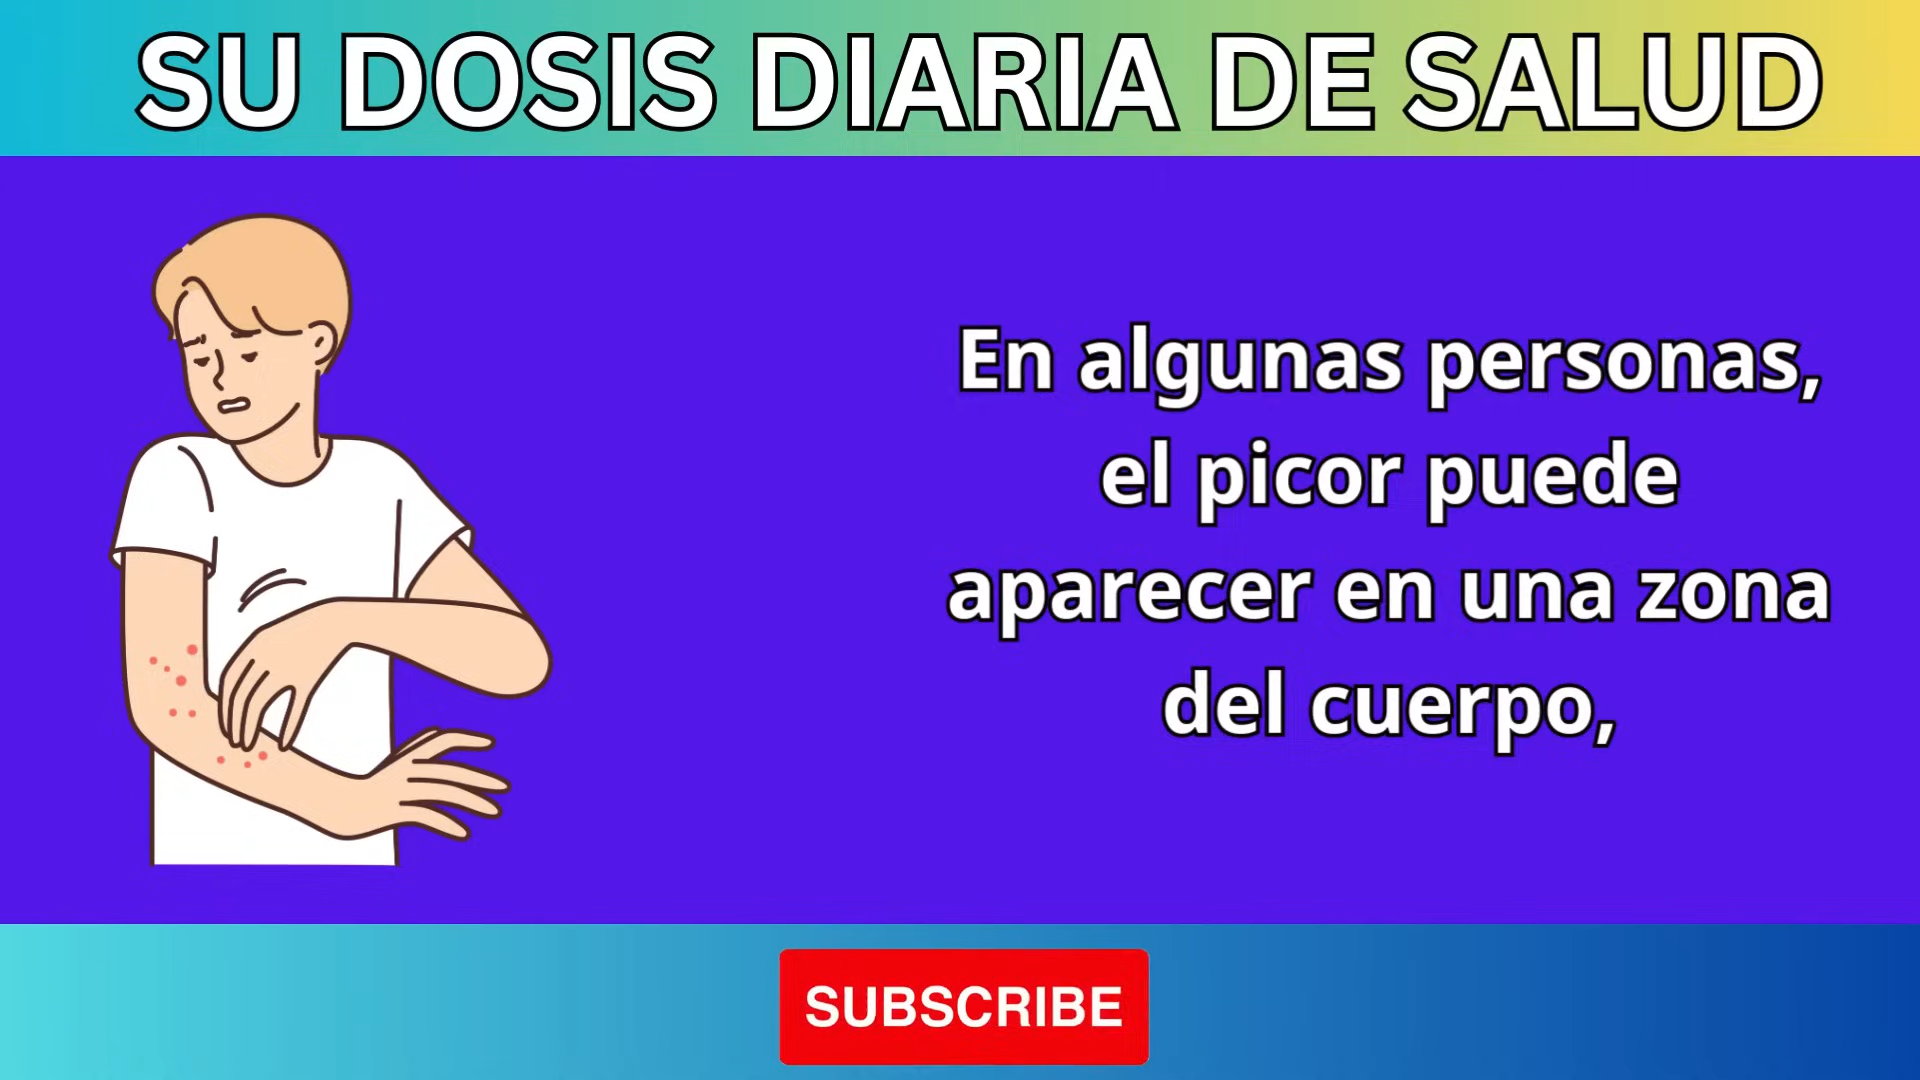 SU DOSIS DIARIA DE SALUD
En algunas personas,
el picor puede
aparecer en una zona
del cuerpo,
SUBSCRIBE